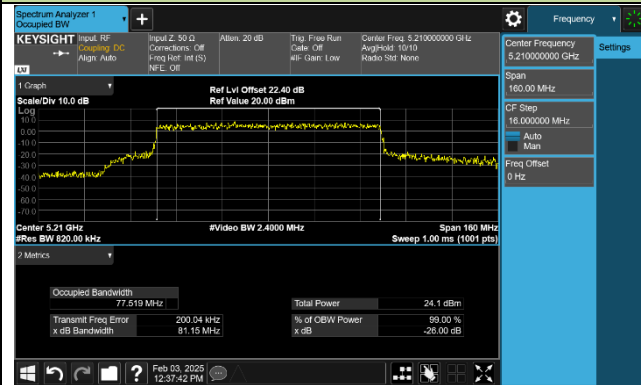 Spectrum Analyzer 1
Occupied BW
Frequency
KEYSIGHT
Input: RF
Coupling: DC
Align: Auto
Input Z: 50 Ω
Corrections: Off
Freq Ref: Int (S)
NFE: Off
Atten: 20 dB
Trig: Free Run
Gate: Off
#IF Gain: Low
Center Freq: 5.210000000 GHz
Avg|Hold: 10/10
Radio Std: None
LXI
1 Graph
Scale/Div 10.0 dB
Ref Lvl Offset 22.40 dB
Ref Value 20.00 dBm
Log
10.0
0.00
-10.0
-20.0
-30.0
-40.0
-50.0
-60.0
-70.0
Center 5.21 GHz
#Video BW 2.4000 MHz
Span 160 MHz
#Res BW 820.00 kHz
Sweep 1.00 ms (1001 pts)
2 Metrics
Occupied Bandwidth
77.519 MHz
Total Power
24.1 dBm
Transmit Freq Error
200.04 kHz
% of OBW Power
99.00 %
x dB Bandwidth
81.15 MHz
x dB
-26.00 dB
Feb 03, 2025
12:37:42 PM
Center Frequency
5.210000000 GHz
Settings
Span
160.00 MHz
CF Step
16.000000 MHz
Auto
Man
Freq Offset
0 Hz